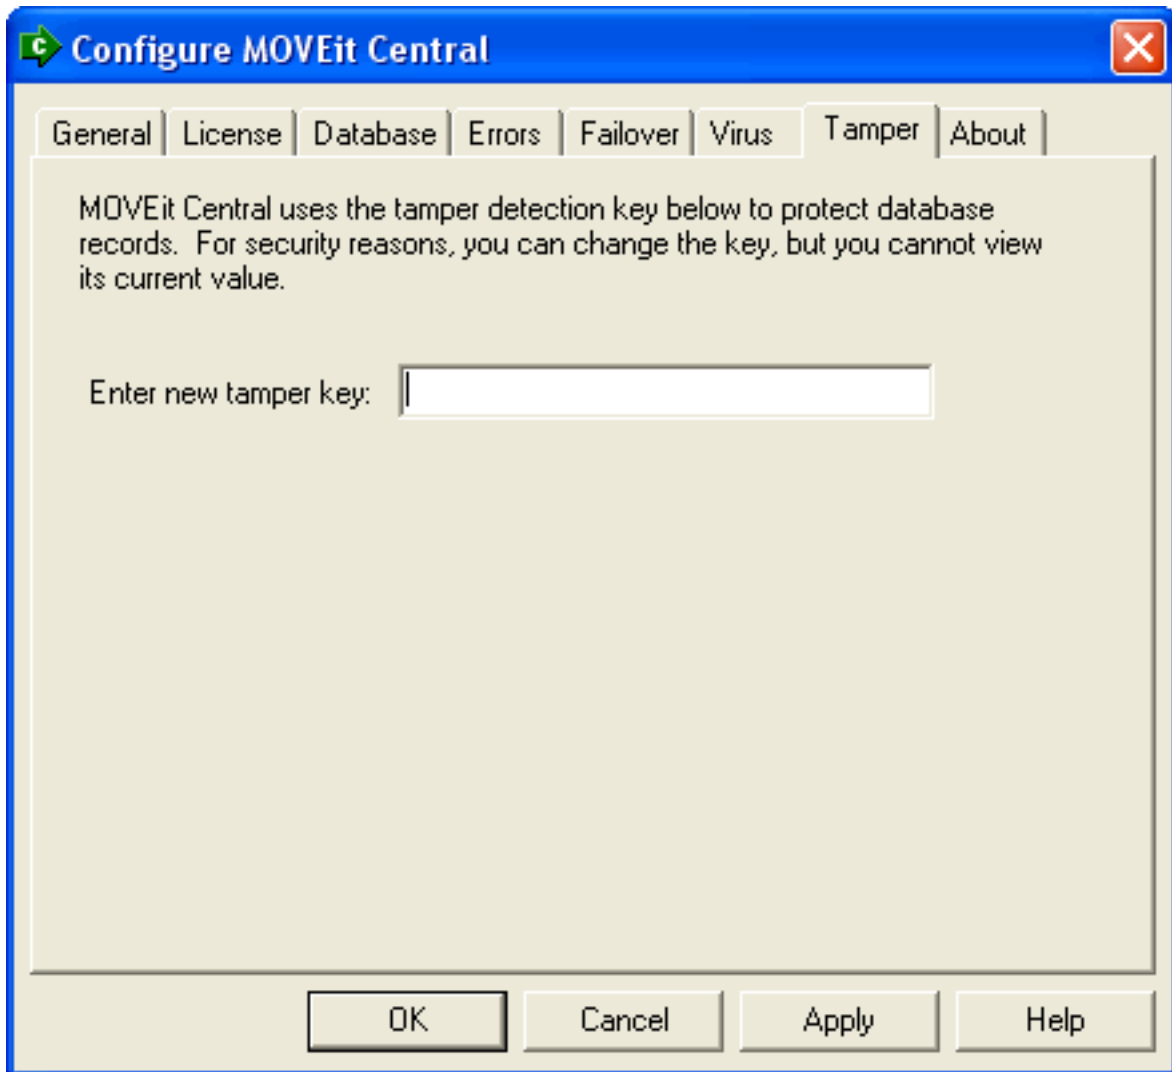 C Configure MOVEit Central
General License Database Errors Failover Virus Tamper About
MOVEit Central uses the tamper detection key below to protect database
records.  For security reasons, you can change the key, but you cannot view
its current value.
Enter new tamper key:
OK Cancel Apply Help